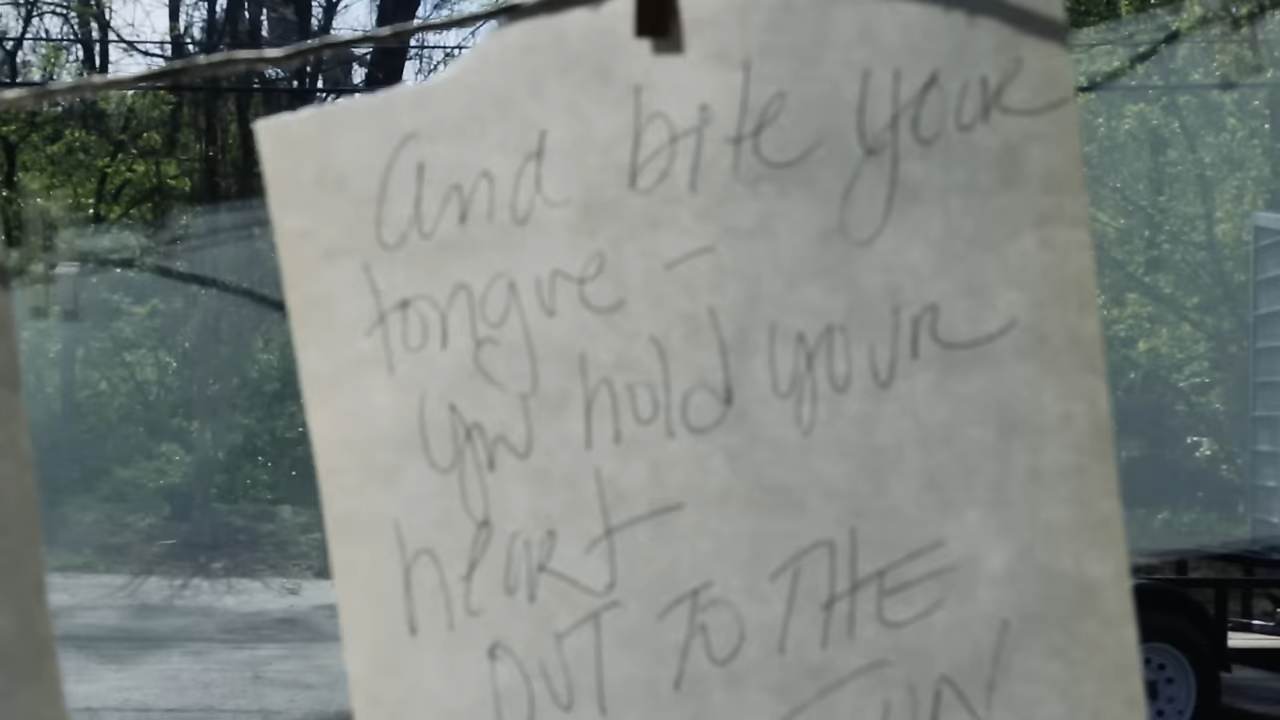 and bite your
tongue -
you hold your
heart
OUT TO THE